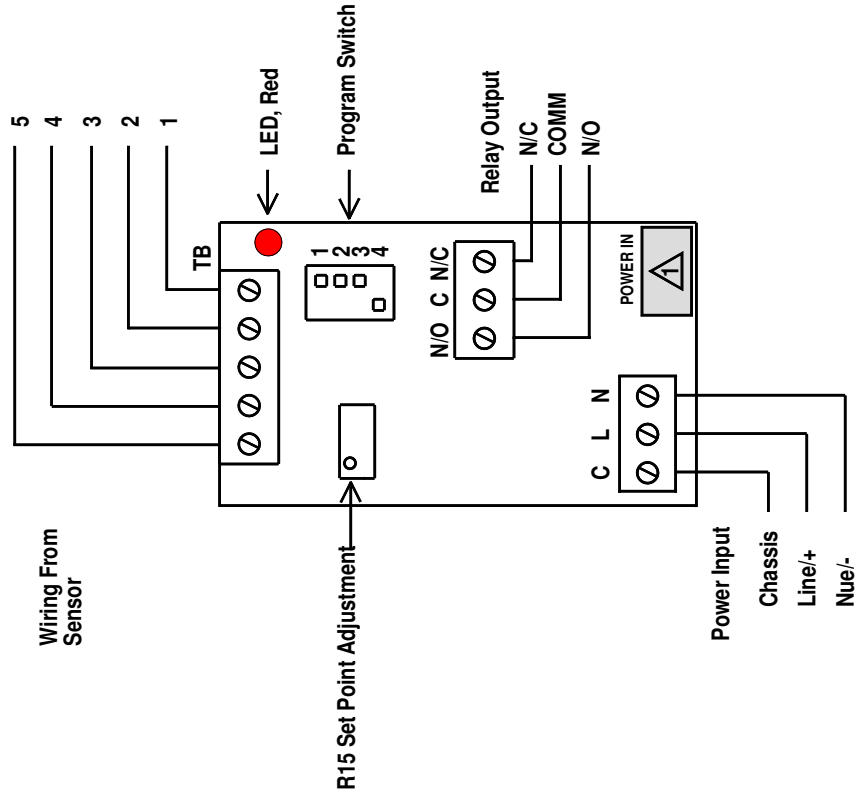 Wiring From
Sensor
5
4
3
2
1
TB
LED, Red
Program Switch
1
2
3
4
R15 Set Point Adjustment
Relay Output
N/C
COMM
N/O
N/O C N/C
POWER IN
1
C L N
Power Input
Chassis
Line/+
Nue/-